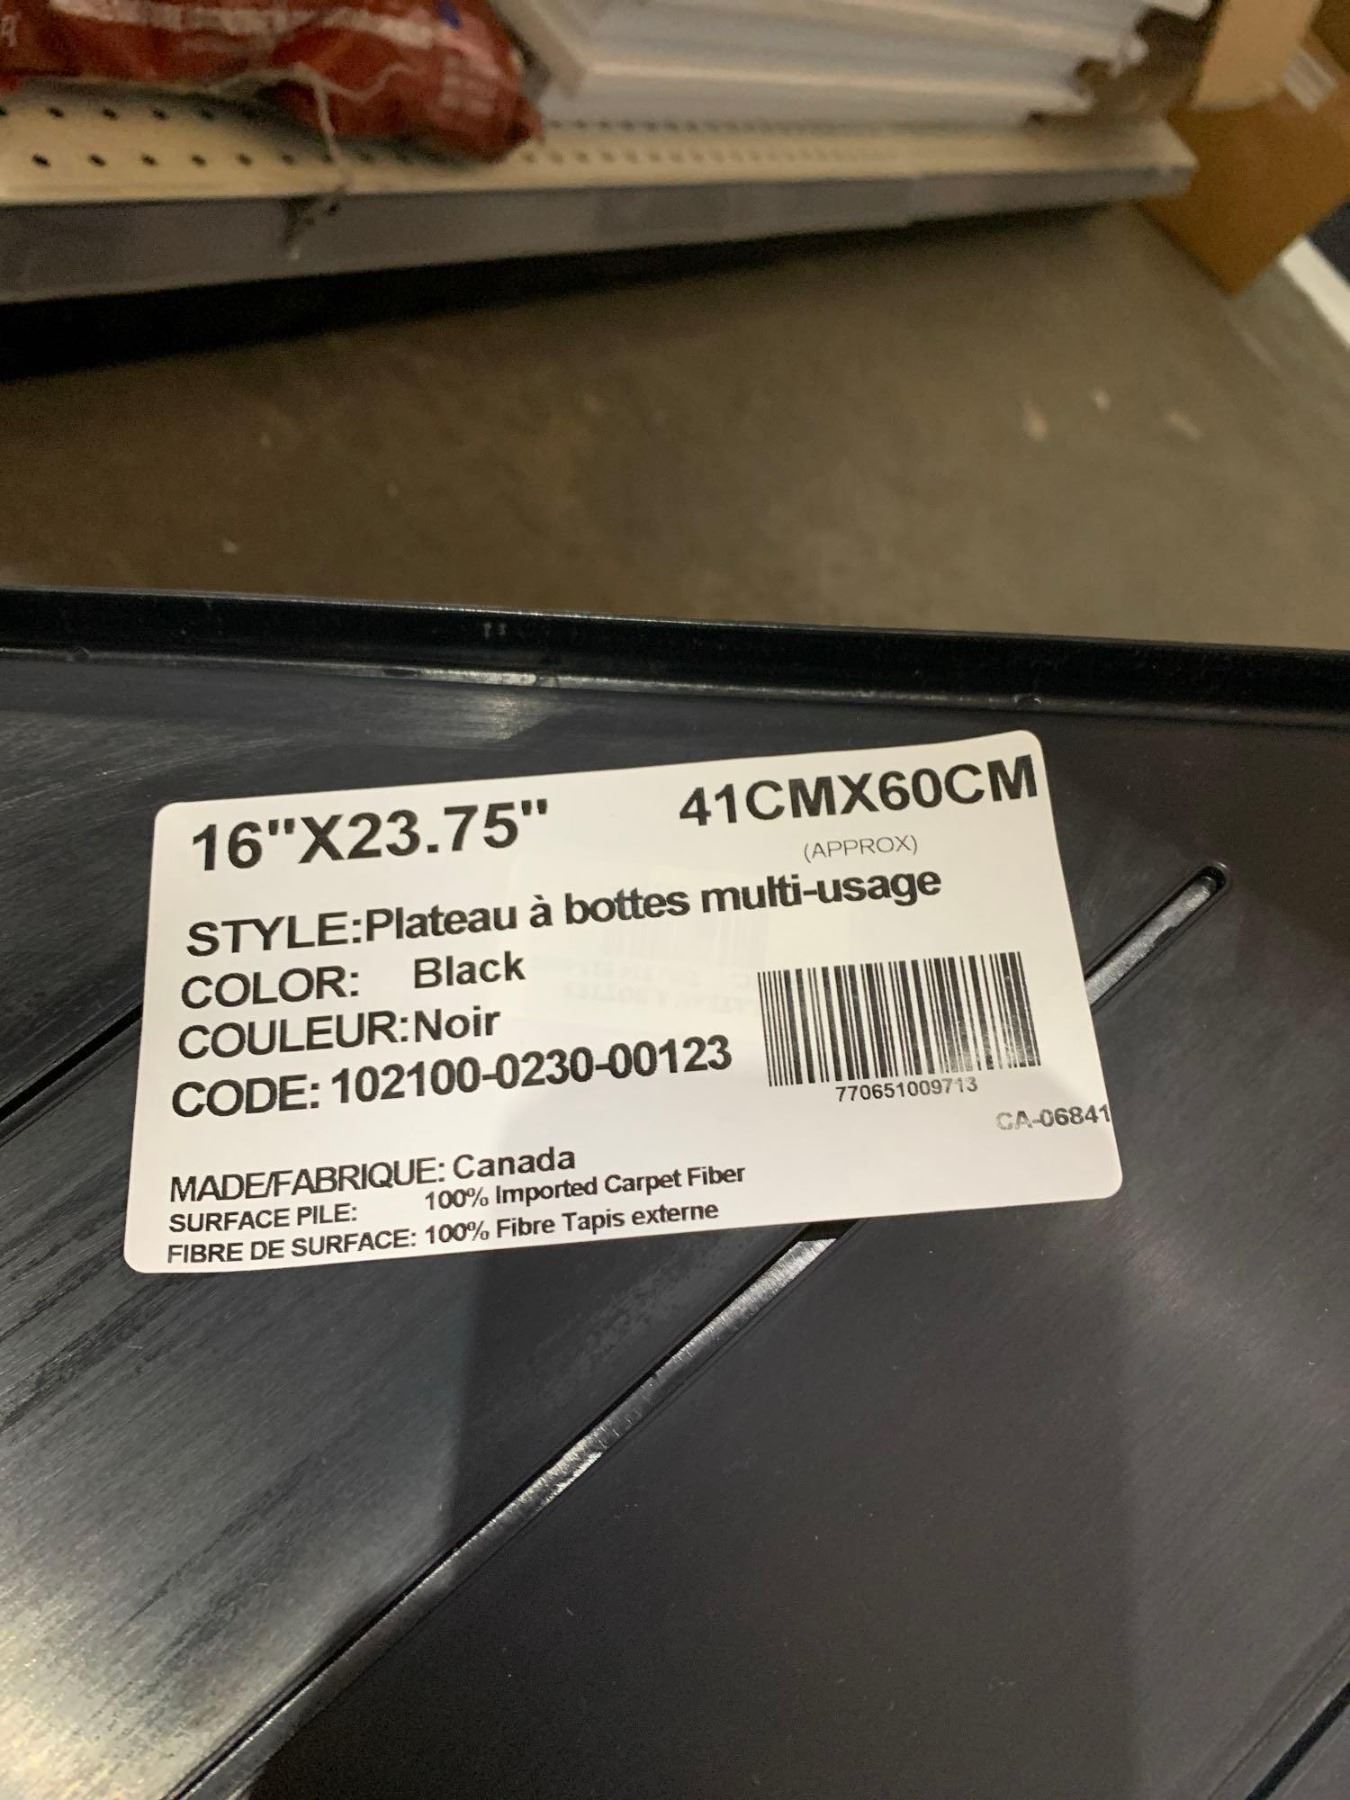 16"X23.75" 41CMX60CM
(APPROX)
STYLE:Plateau à bottes multi-usage
COLOR: Black
COULEUR:Noir
CODE: 102100-0230-00123
770651009713
CA-06841
MADE/FABRIQUE: Canada
SURFACE PILE: 100% Imported Carpet Fiber
FIBRE DE SURFACE: 100% Fibre Tapis externe